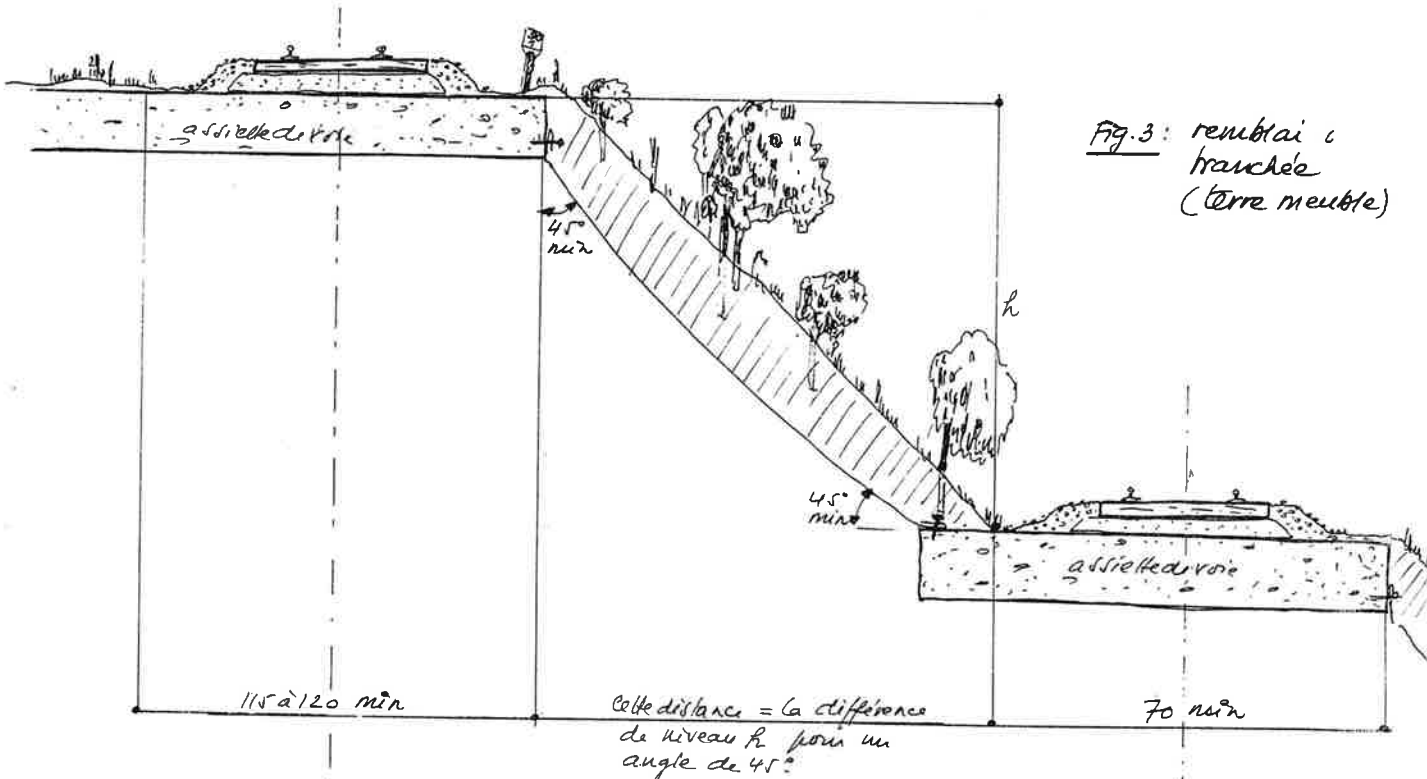 assiette de voie
Fig. 3 : remblai &
tranchée
(terre meuble)
45°
min
h
45°
min
assiette de voie
115 à 120 min
cette distance = la différence
de niveau h pour un
angle de 45°
70 min